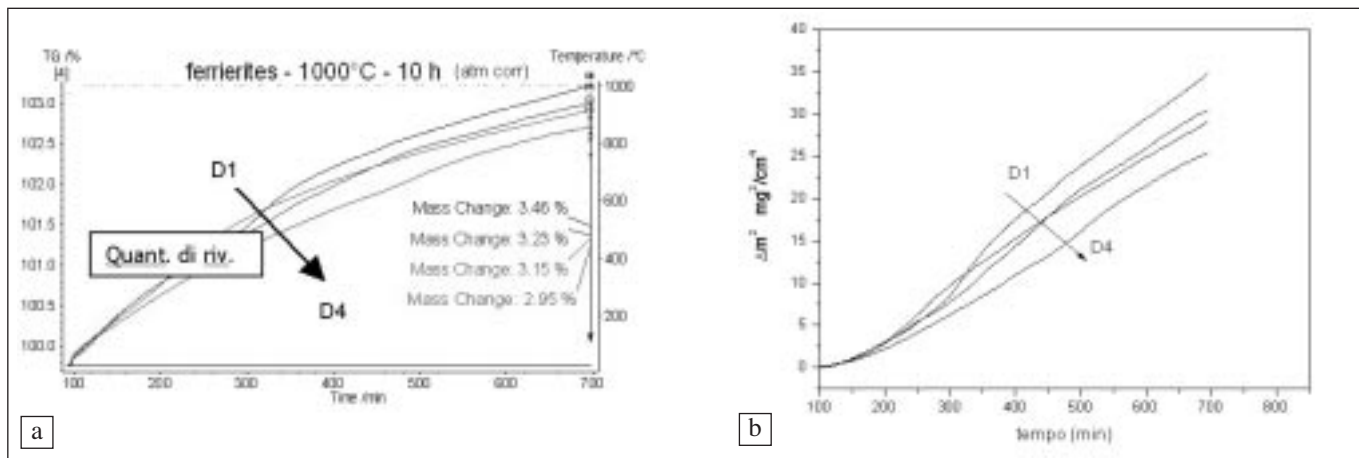 TG /%
[4]
ferrierites - 1000°C - 10 h (atm corr)
Temperature /°C
103.0
102.5
102.0
101.5
101.0
100.5
100.0
D1
Quant. di riv.
D4
Mass Change: 3.46 %
Mass Change: 3.23 %
Mass Change: 3.15 %
Mass Change: 2.95 %
1000
800
600
400
200
100 200 300 400 500 600 700
Time /min
a
40
35
30
25
20
15
10
5
0
Δm² mg²/cm⁴
D1
D4
100 200 300 400 500 600 700 800
tempo (min)
b